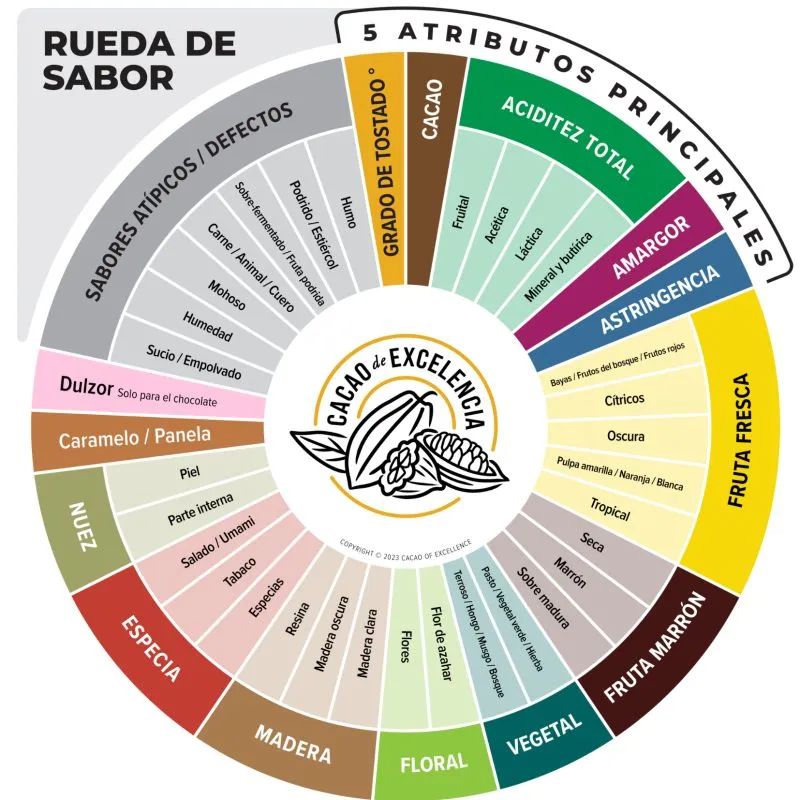 RUEDA DE
SABOR
5 ATRIBUTOS PRINCIPALES
GRADO DE TOSTADO °
CACAO
ACIDITEZ TOTAL
Frutal
Acética
Láctica
Mineral y butírica
AMARGOR
ASTRINGENCIA
FRUTA FRESCA
Bayas / Frutos del bosque / Frutos rojos
Cítricos
Oscura
Pulpa amarilla / Naranja / Blanca
Tropical
FRUTA MARRÓN
Seca
Marrón
Sobre madura
VEGETAL
Pasto / Vegetal verde / Hierba
Terroso / Hongo / Musgo / Bosque
FLORAL
Flor de azahar
Flores
MADERA
Madera clara
Madera oscura
Resina
ESPECIA
Especias
Tabaco
Salado / Umami
NUEZ
Parte interna
Piel
Caramelo / Panela
Dulzor Solo para el chocolate
SABORES ATÍPICOS / DEFECTOS
Sucio / Empolvado
Humedad
Mohoso
Carne / Animal / Cuero
Sobre-fermentado / Fruta podrida
Podrido / Estiércol
Humo
CACAO de EXCELENCIA
COPYRIGHT © 2023 CACAO OF EXCELLENCE